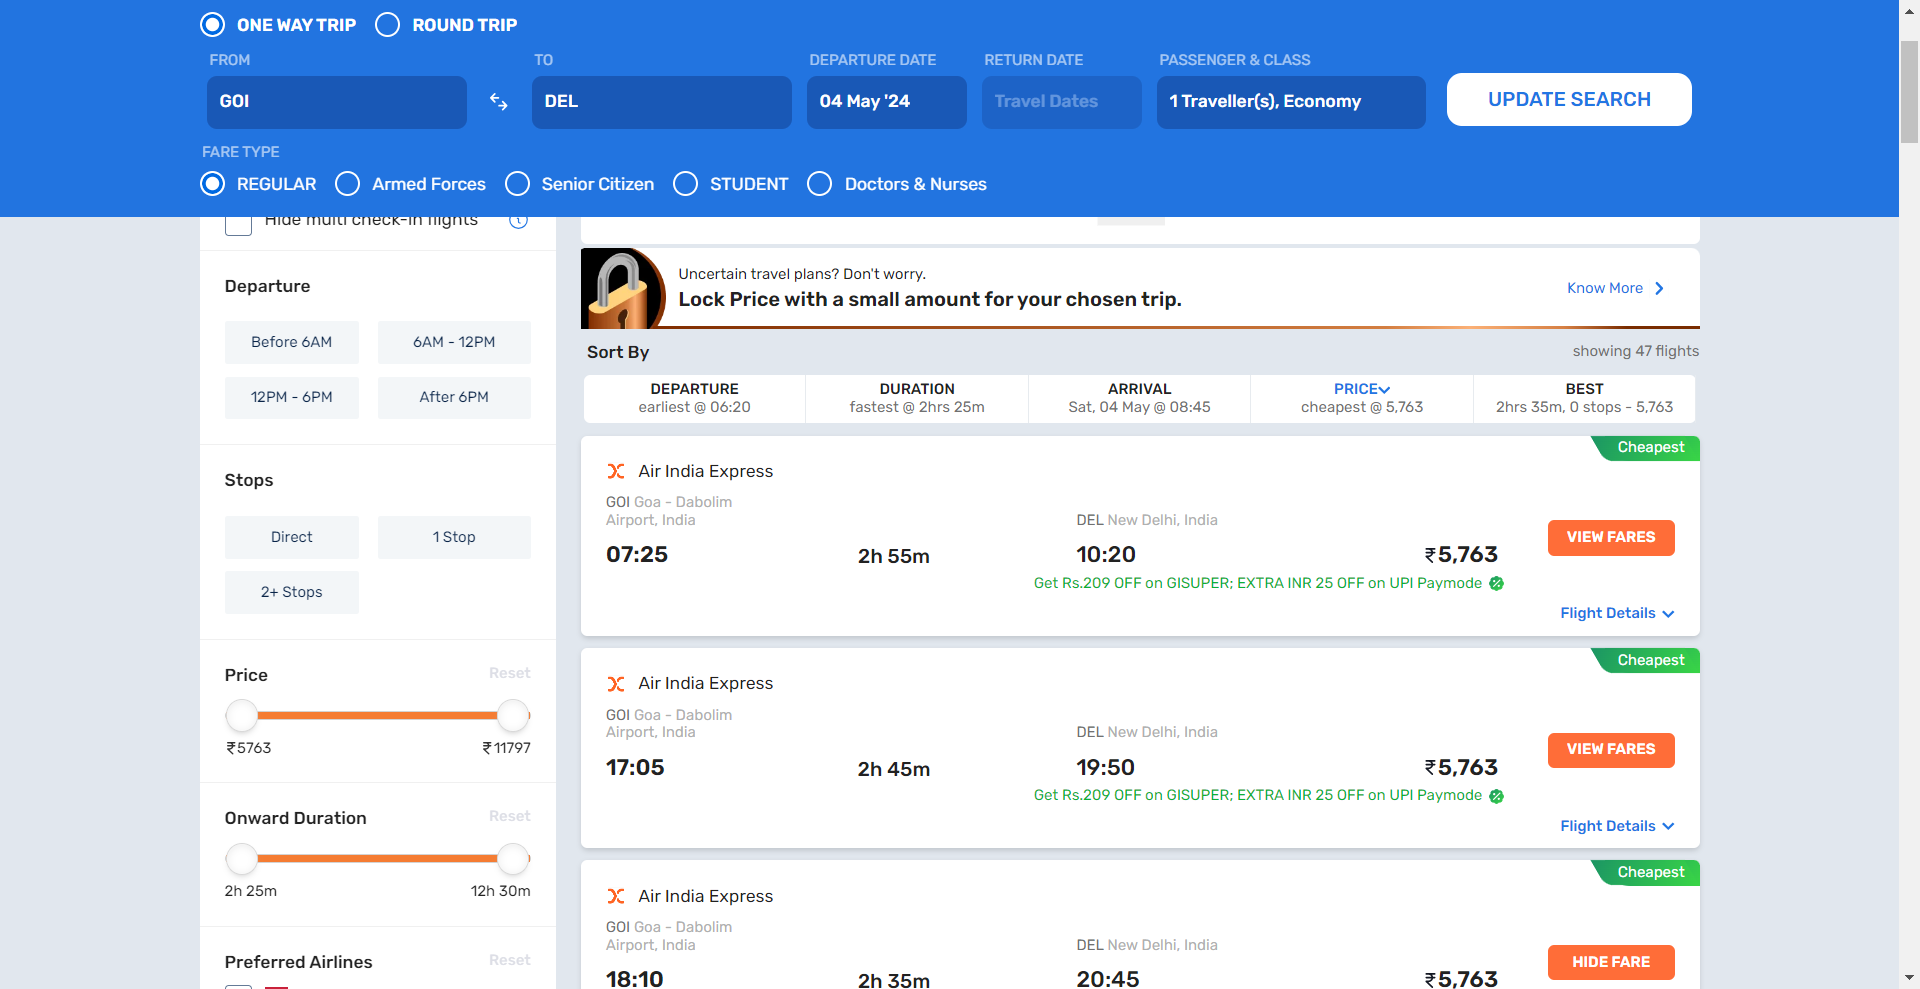 ONE WAY TRIP ROUND TRIP
FROM TO DEPARTURE DATE RETURN DATE PASSENGER & CLASS
GOI DEL 04 May '24 Travel Dates 1 Traveller(s), Economy UPDATE SEARCH
FARE TYPE
REGULAR Armed Forces Senior Citizen STUDENT Doctors & Nurses
Hide multi check-in flights
Departure
Before 6AM 6AM - 12PM
12PM - 6PM After 6PM
Stops
Direct 1 Stop
2+ Stops
Price Reset
₹5763 ₹11797
Onward Duration Reset
2h 25m 12h 30m
Preferred Airlines Reset
Uncertain travel plans? Don't worry.
Lock Price with a small amount for your chosen trip.
Know More
Sort By showing 47 flights
DEPARTURE DURATION ARRIVAL PRICE BEST
earliest @ 06:20 fastest @ 2hrs 25m Sat, 04 May @ 08:45 cheapest @ 5,763 2hrs 35m, 0 stops - 5,763
Cheapest
Air India Express
GOI Goa - Dabolim
Airport, India DEL New Delhi, India
07:25 2h 55m 10:20 ₹5,763 VIEW FARES
Get Rs.209 OFF on GISUPER; EXTRA INR 25 OFF on UPI Paymode
Flight Details
Cheapest
Air India Express
GOI Goa - Dabolim
Airport, India DEL New Delhi, India
17:05 2h 45m 19:50 ₹5,763 VIEW FARES
Get Rs.209 OFF on GISUPER; EXTRA INR 25 OFF on UPI Paymode
Flight Details
Cheapest
Air India Express
GOI Goa - Dabolim
Airport, India DEL New Delhi, India
18:10 2h 35m 20:45 ₹5,763 HIDE FARE